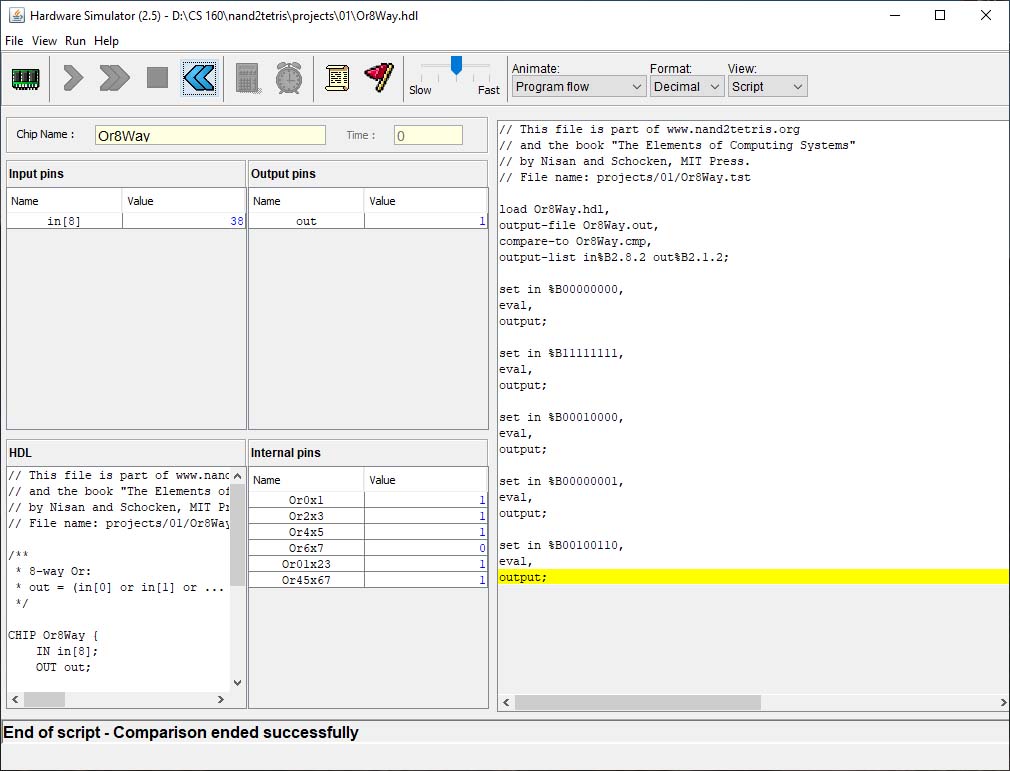 Hardware Simulator (2.5) - D:\CS 160\nand2tetris\projects\01\Or8Way.hdl
File View Run Help
Slow Fast
Animate: Format: View:
Program flow Decimal Script
Chip Name : Or8Way Time : 0
Input pins
Name Value
in[8] 38
Output pins
Name Value
out 1
HDL
// This file is part of www.nand
// and the book "The Elements of
// by Nisan and Schocken, MIT Pr
// File name: projects/01/Or8Way
/**
* 8-way Or:
* out = (in[0] or in[1] or ...
*/
CHIP Or8Way {
IN in[8];
OUT out;
Internal pins
Name Value
Or0x1 1
Or2x3 1
Or4x5 1
Or6x7 0
Or01x23 1
Or45x67 1
// This file is part of www.nand2tetris.org
// and the book "The Elements of Computing Systems"
// by Nisan and Schocken, MIT Press.
// File name: projects/01/Or8Way.tst
load Or8Way.hdl,
output-file Or8Way.out,
compare-to Or8Way.cmp,
output-list in%B2.8.2 out%B2.1.2;
set in %B00000000,
eval,
output;
set in %B11111111,
eval,
output;
set in %B00010000,
eval,
output;
set in %B00000001,
eval,
output;
set in %B00100110,
eval,
output;
End of script - Comparison ended successfully